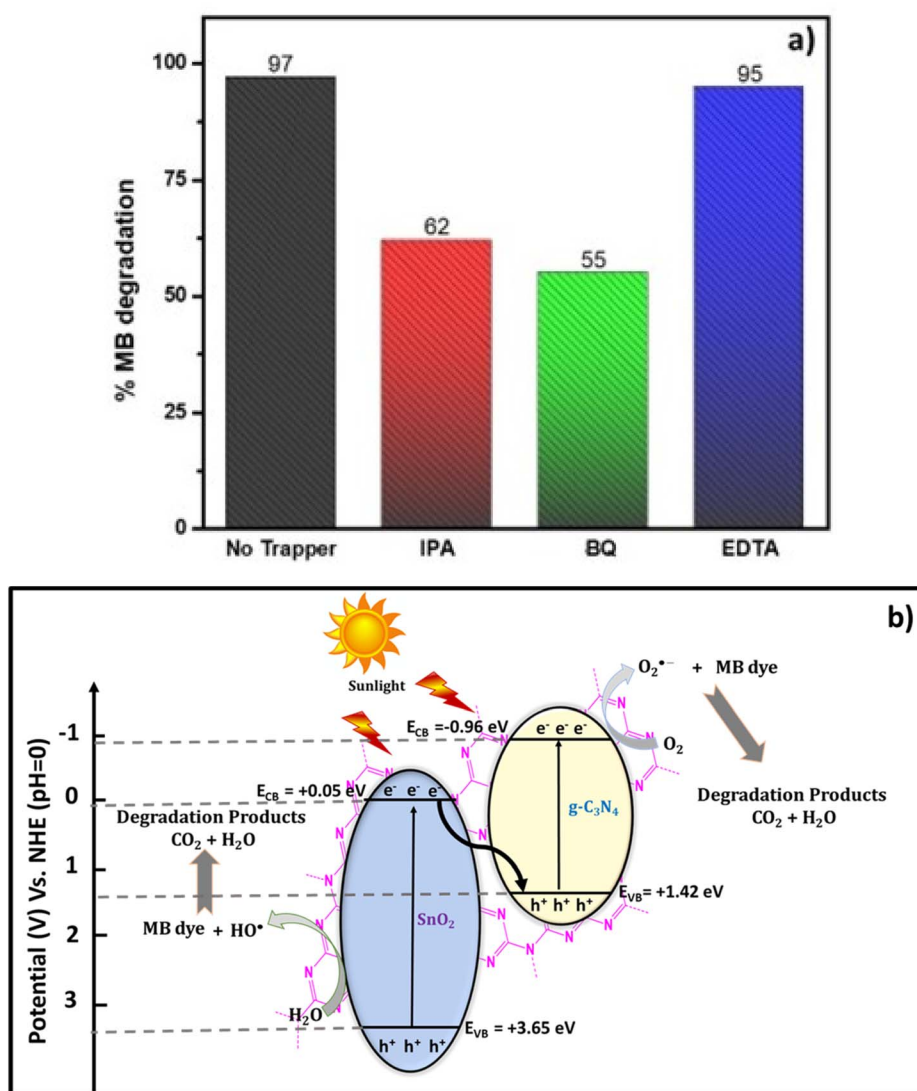 a)
% MB degradation
100
75
50
25
0
97
62
55
95
No Trapper IPA BQ EDTA
b)
Potential (V) Vs. NHE (pH=0)
-1
0
1
2
3
Sunlight
O₂•⁻ + MB dye
O₂
Degradation Products
CO₂ + H₂O
E_CB =-0.96 eV
e⁻ e⁻ e⁻
g-C₃N₄
E_VB= +1.42 eV
h⁺ h⁺ h⁺
E_CB = +0.05 eV
e⁻ e⁻ e⁻
Degradation Products
CO₂ + H₂O
MB dye + HO•
H₂O
SnO₂
E_VB = +3.65 eV
h⁺ h⁺ h⁺
N
N
N
N
N
N
N
N
N
N
N
N